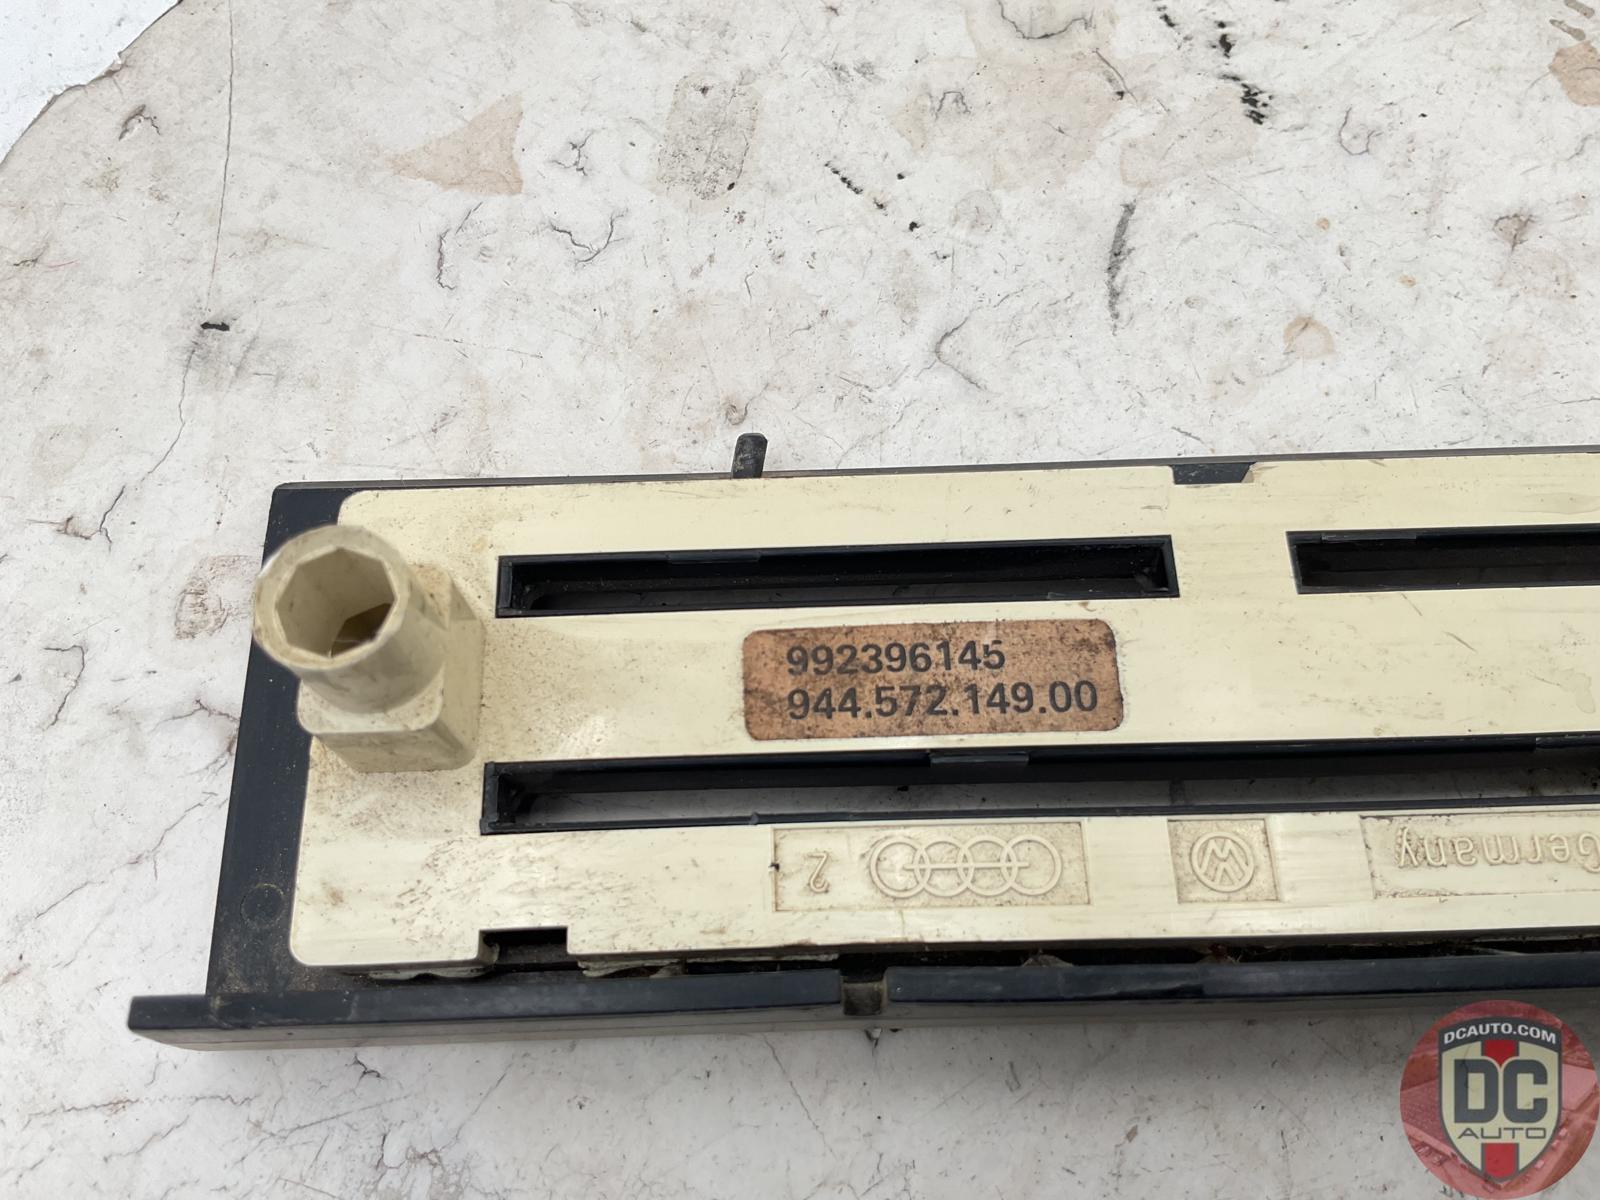 992396145
944.572.149.00
2
Germany
DCAUTO.COM
DC
AUTO